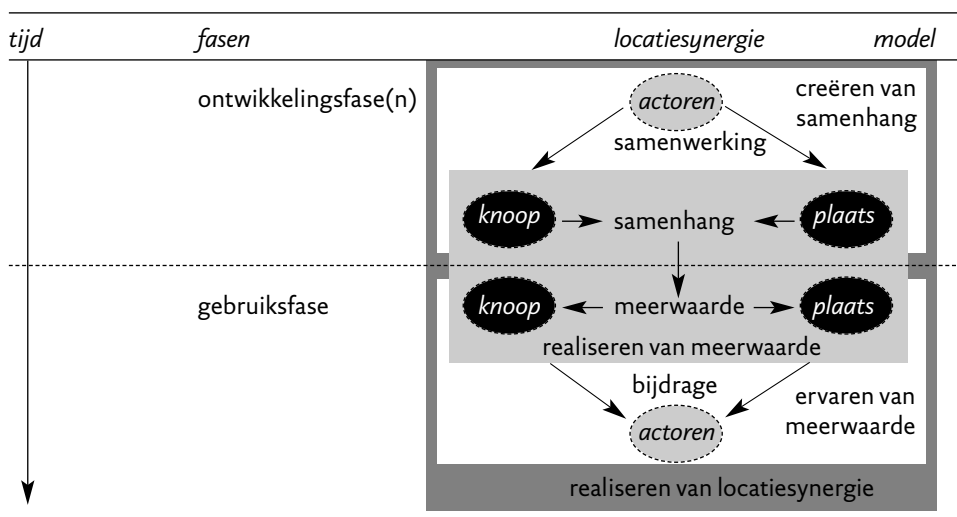 tijd fasen locatiesynergie model
ontwikkelingsfase(n) actoren creëren van
samenhang
samenwerking
knoop samenhang plaats
gebruiksfase knoop meerwaarde plaats
realiseren van meerwaarde
bijdrage ervaren van
actoren meerwaarde
realiseren van locatiesynergie